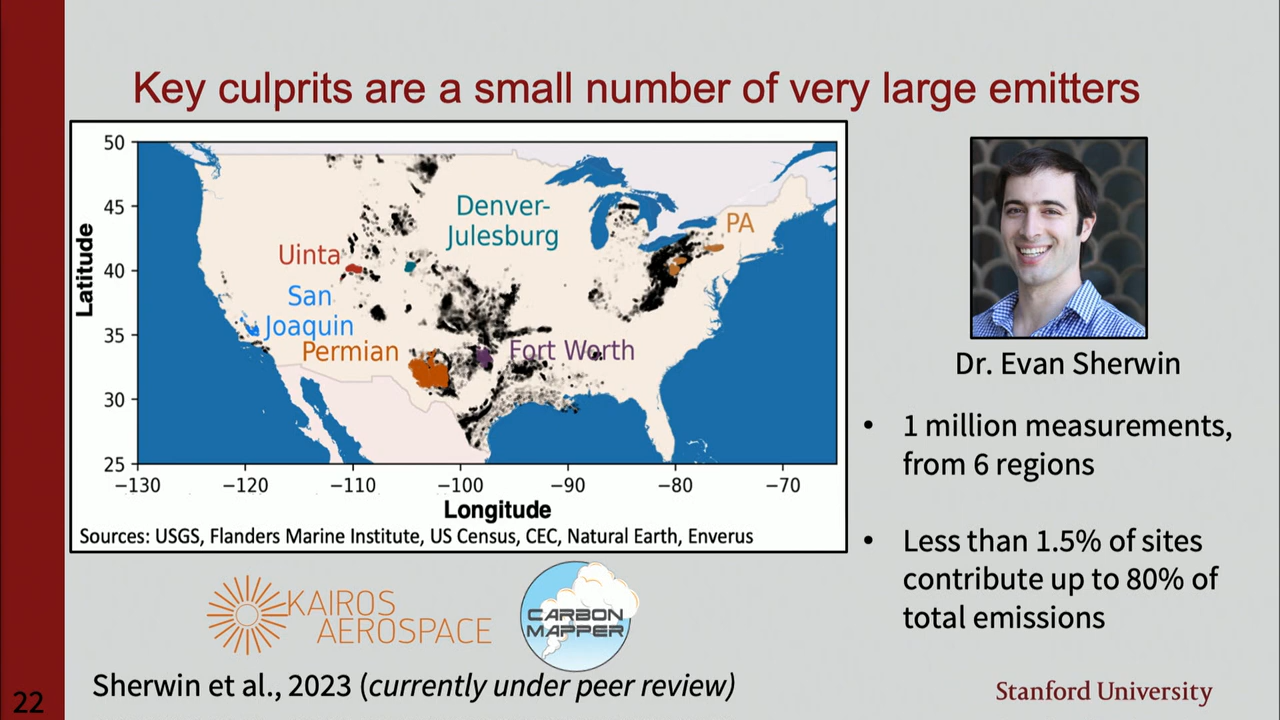 Key culprits are a small number of very large emitters
50
45
40
35
30
25
Latitude
−130
−120
−110
−100
−90
−80
−70
Longitude
Denver-
Julesburg
PA
Uinta
San
Joaquin
Permian
Fort Worth
Sources: USGS, Flanders Marine Institute, US Census, CEC, Natural Earth, Enverus
Dr. Evan Sherwin
• 1 million measurements,
from 6 regions
• Less than 1.5% of sites
contribute up to 80% of
total emissions
KAIROS
AEROSPACE
CARBON
MAPPER
Sherwin et al., 2023 (currently under peer review)
22
Stanford University